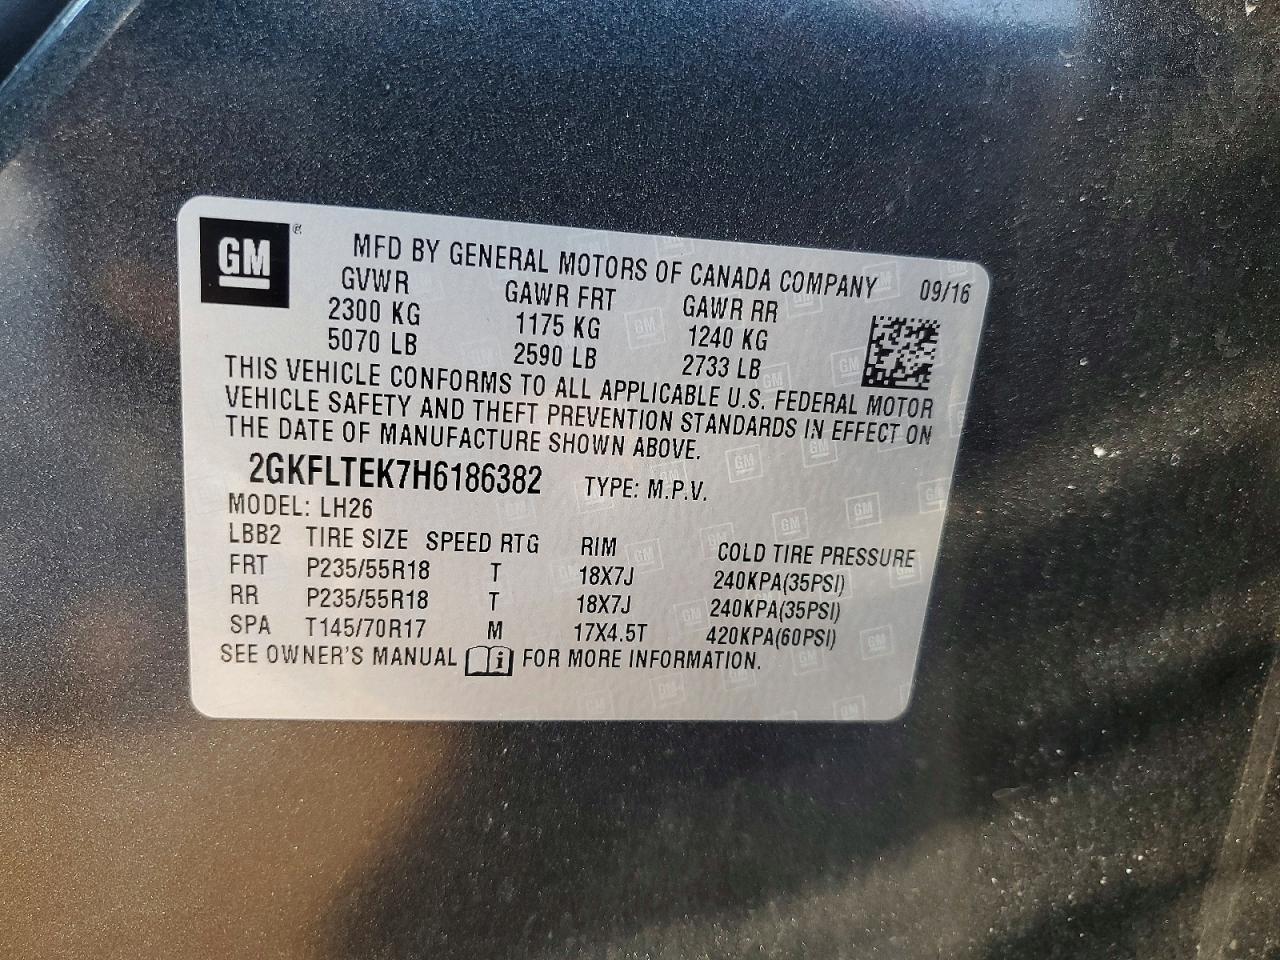 GM ® MFD BY GENERAL MOTORS OF CANADA COMPANY 09/16
GVWR GAWR FRT GAWR RR
2300 KG 1175 KG 1240 KG
5070 LB 2590 LB 2733 LB
THIS VEHICLE CONFORMS TO ALL APPLICABLE U.S. FEDERAL MOTOR
VEHICLE SAFETY AND THEFT PREVENTION STANDARDS IN EFFECT ON
THE DATE OF MANUFACTURE SHOWN ABOVE.
2GKFLTEK7H6186382 TYPE: M.P.V.
MODEL: LH26
LBB2 TIRE SIZE SPEED RTG RIM COLD TIRE PRESSURE
FRT P235/55R18 T 18X7J 240KPA(35PSI)
RR P235/55R18 T 18X7J 240KPA(35PSI)
SPA T145/70R17 M 17X4.5T 420KPA(60PSI)
SEE OWNER'S MANUAL i FOR MORE INFORMATION.